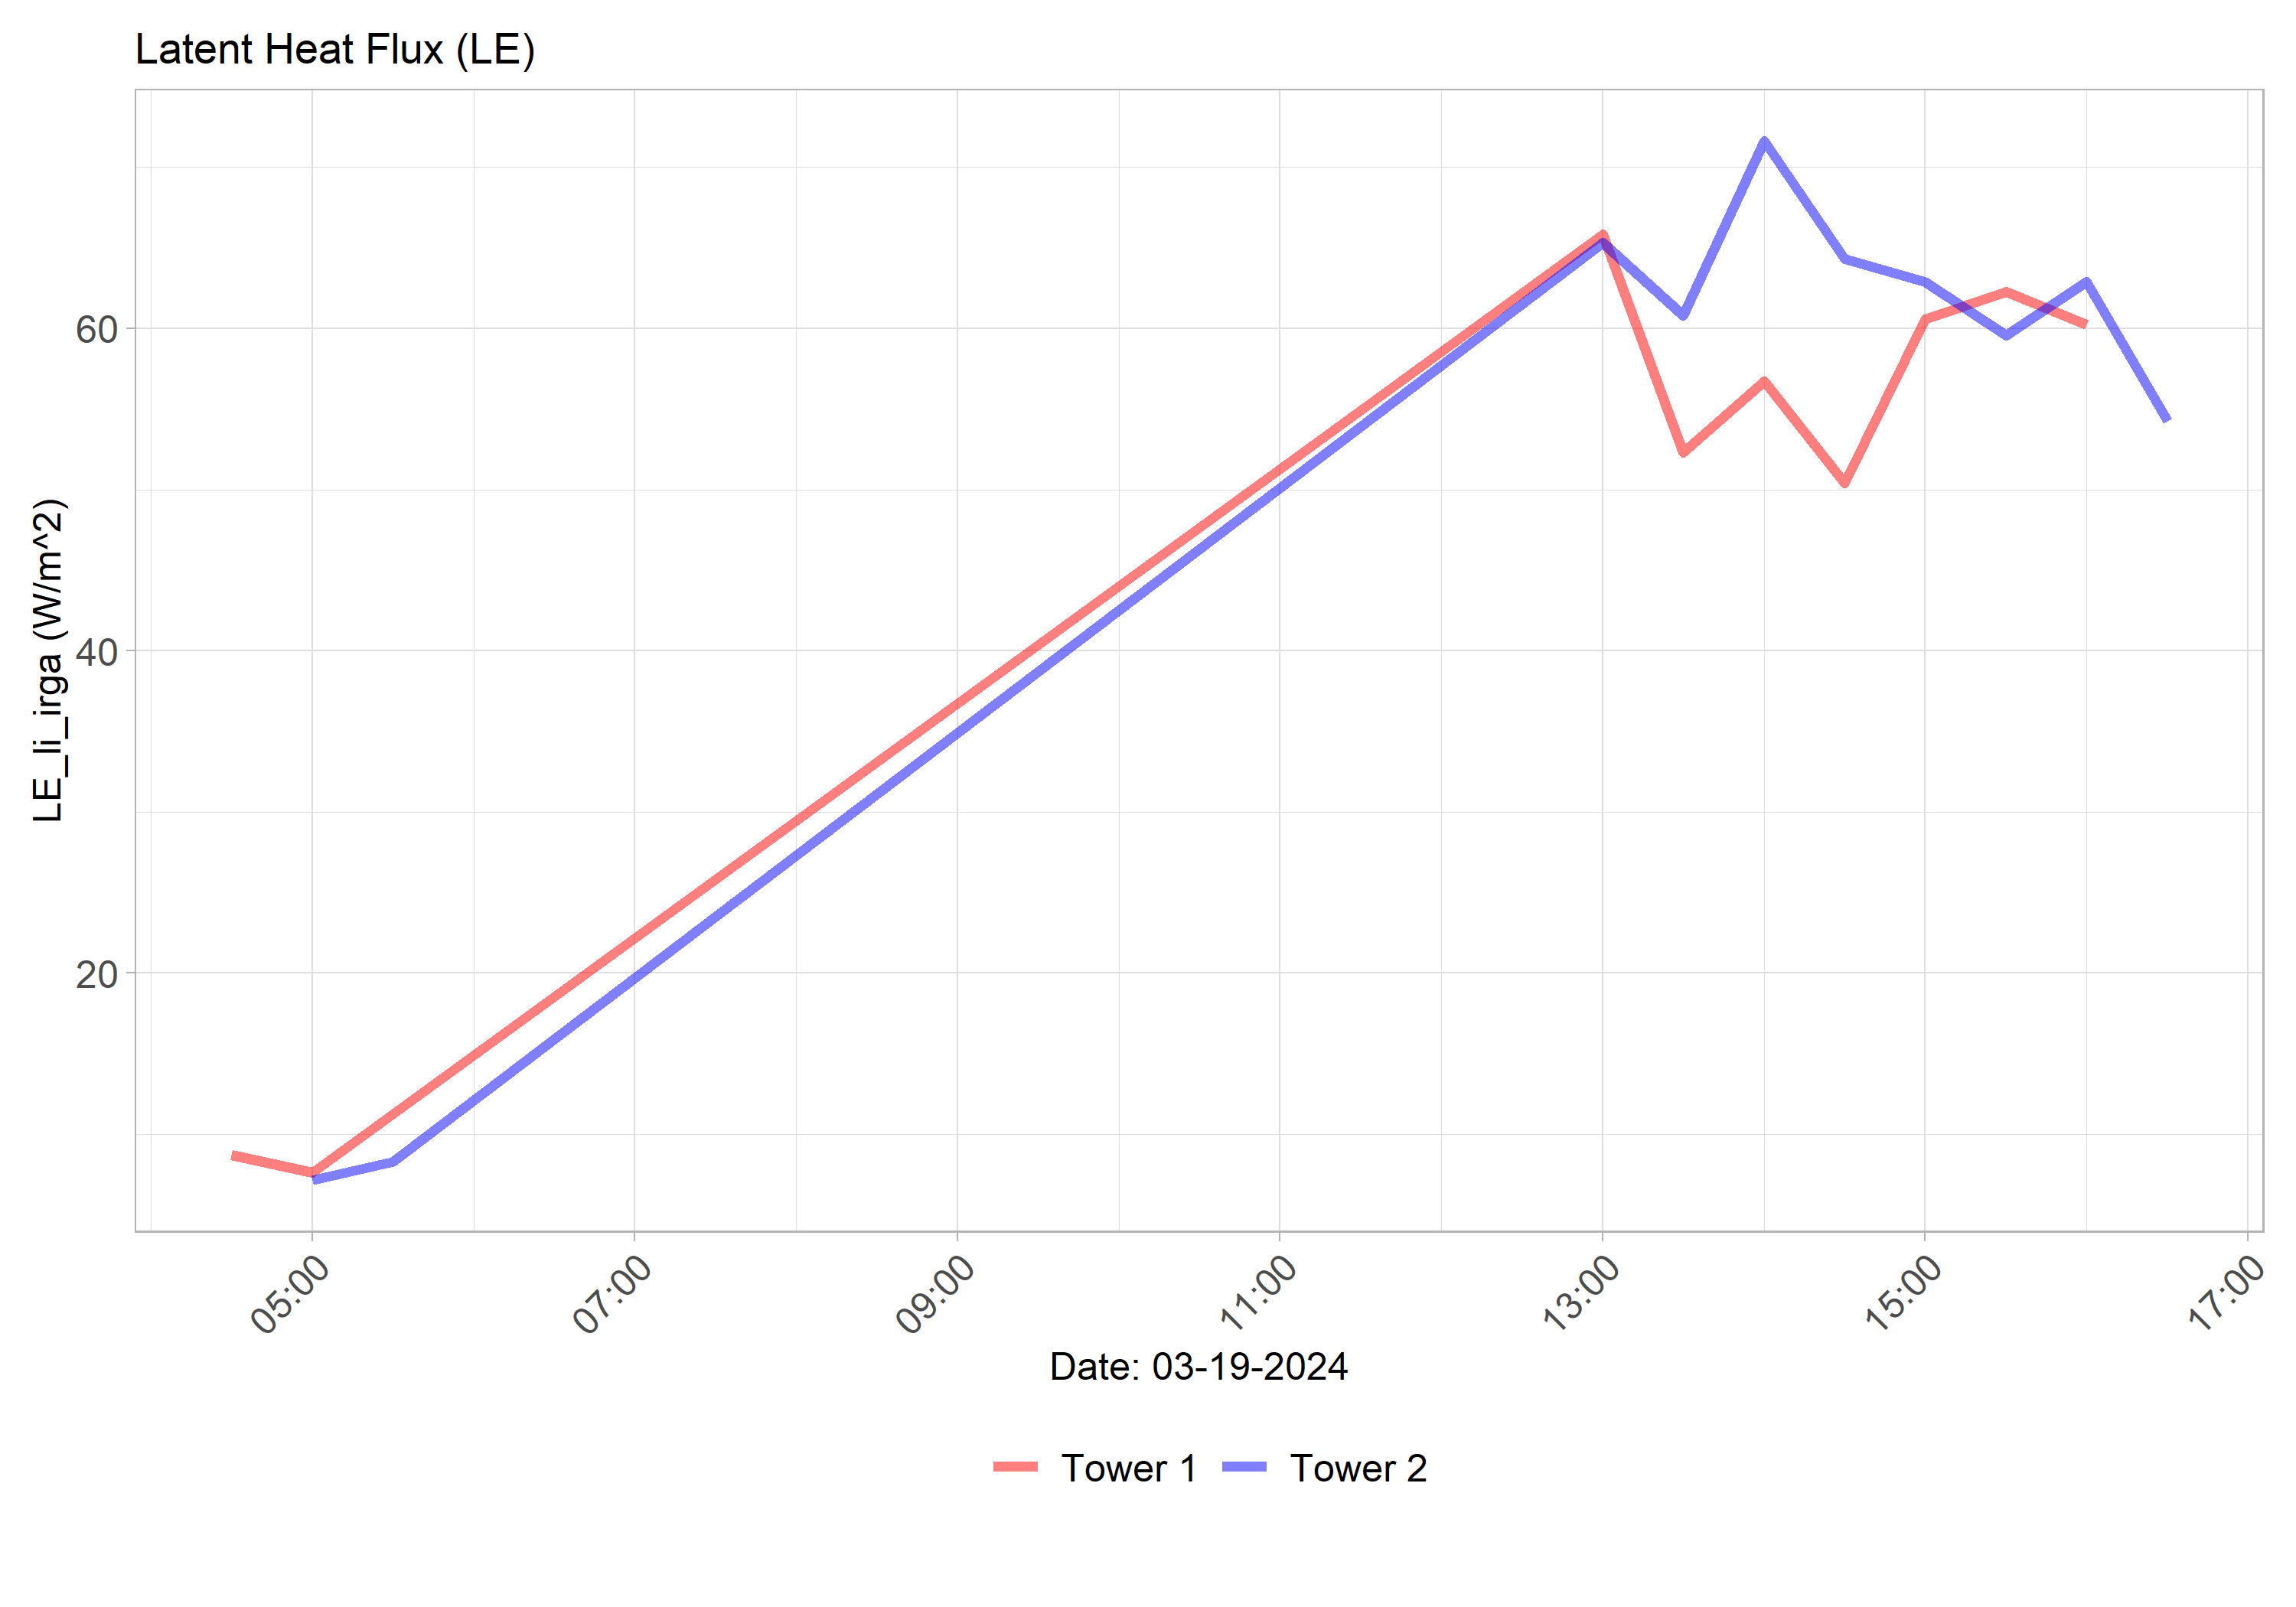 Latent Heat Flux (LE)
LE_li_irga (W/m^2)
60
40
20
05:00
07:00
09:00
11:00
13:00
15:00
17:00
Date: 03-19-2024
Tower 1
Tower 2